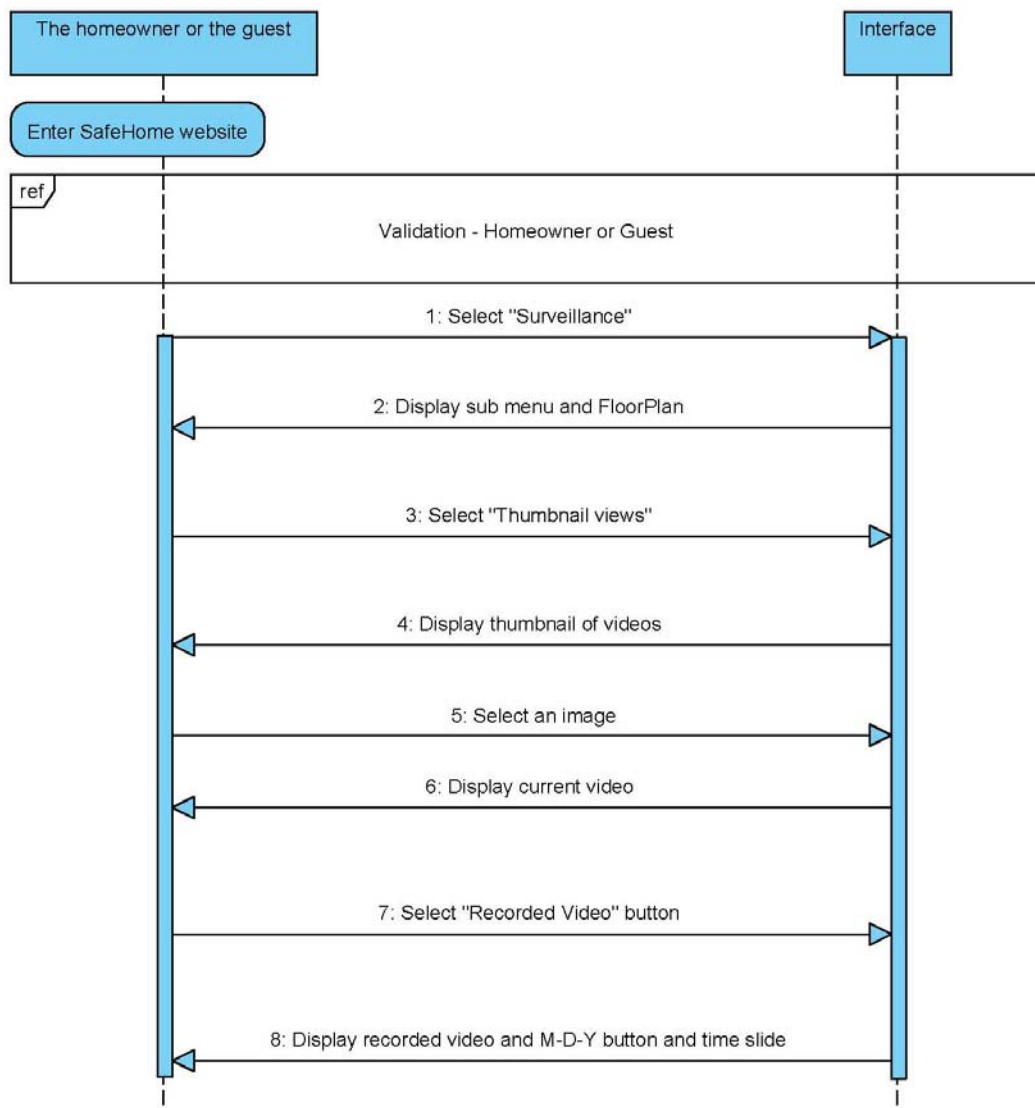 The homeowner or the guest
Interface
Enter SafeHome website
ref
Validation - Homeowner or Guest
1: Select "Surveillance"
2: Display sub menu and FloorPlan
3: Select "Thumbnail views"
4: Display thumbnail of videos
5: Select an image
6: Display current video
7: Select "Recorded Video" button
8: Display recorded video and M-D-Y button and time slide